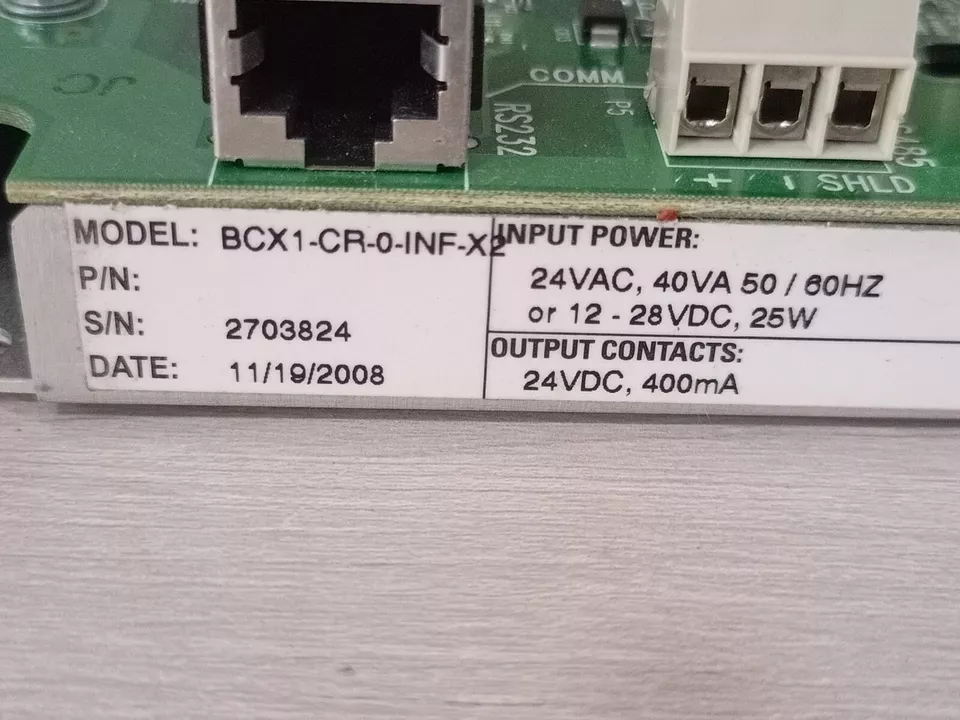 COMM
P5
RS232
+ - SHLD
MODEL: BCX1-CR-0-INF-X2
P/N:
S/N: 2703824
DATE: 11/19/2008
INPUT POWER:
24VAC, 40VA 50 / 60HZ
or 12 - 28VDC, 25W
OUTPUT CONTACTS:
24VDC, 400mA